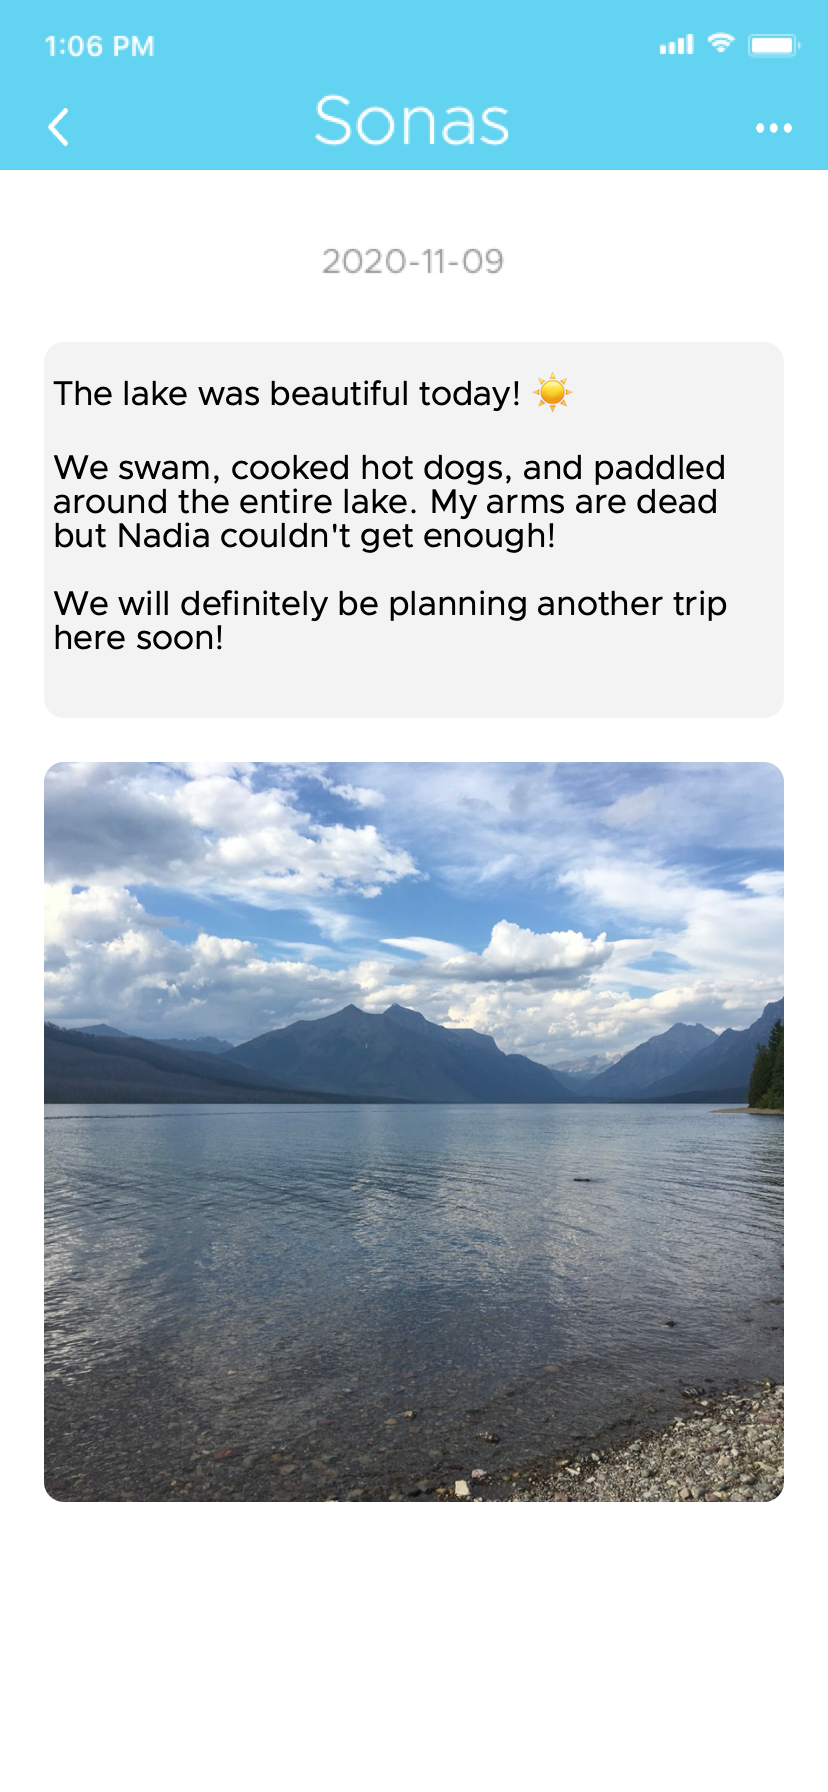 1:06 PM
Sonas
2020-11-09
The lake was beautiful today! ☀️
We swam, cooked hot dogs, and paddled
around the entire lake. My arms are dead
but Nadia couldn't get enough!
We will definitely be planning another trip
here soon!